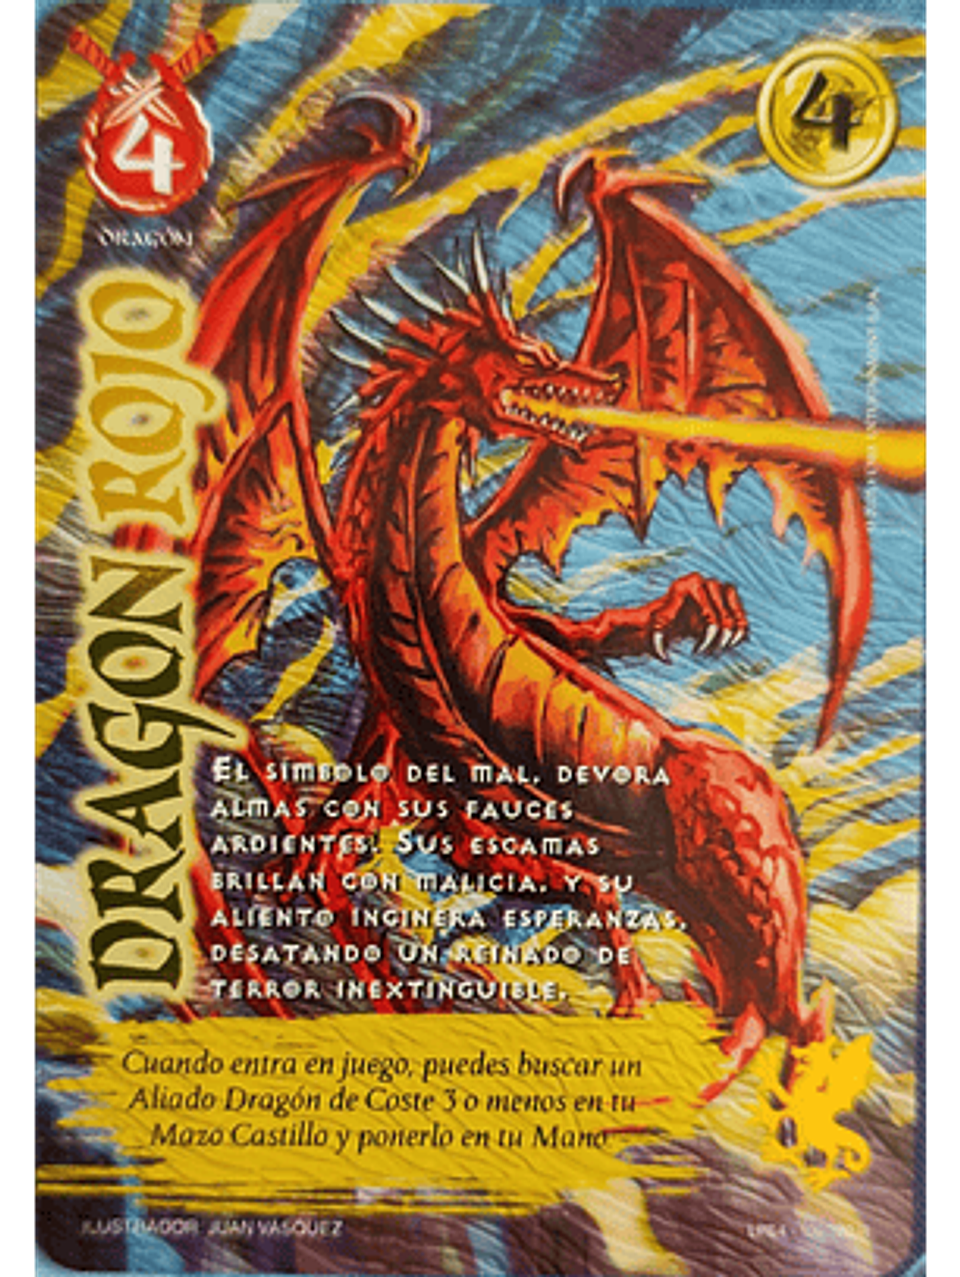 4
4
DRAGÓN
DRAGON ROJO
EL SÍMBOLO DEL MAL, DEVORA
ALMAS CON SUS FAUCES
ARDIENTES. SUS ESCAMAS
BRILLAN CON MALICIA, Y SU
ALIENTO INCINERA ESPERANZAS,
DESATANDO UN REINADO DE
TERROR INEXTINGUIBLE.
Cuando entra en juego, puedes buscar un
Aliado Dragón de Coste 3 o menos en tu
Mazo Castillo y ponerlo en tu Mano
ILUSTRADOR: JUAN VASQUEZ